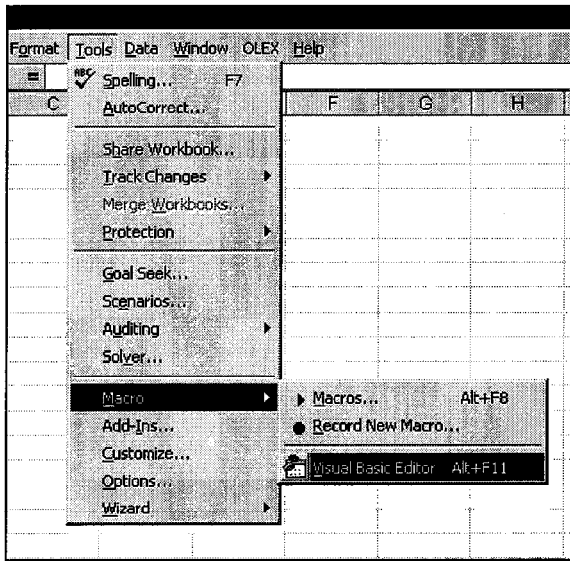 Format Tools Data Window OLEX Help
=
ABC Spelling... F7
C F G H
AutoCorrect...
Share Workbook...
Track Changes
Merge Workbooks...
Protection
Goal Seek...
Scenarios...
Auditing
Solver...
Macro
Macros... Alt+F8
Add-Ins...
Record New Macro...
Customize...
Visual Basic Editor Alt+F11
Options...
Wizard